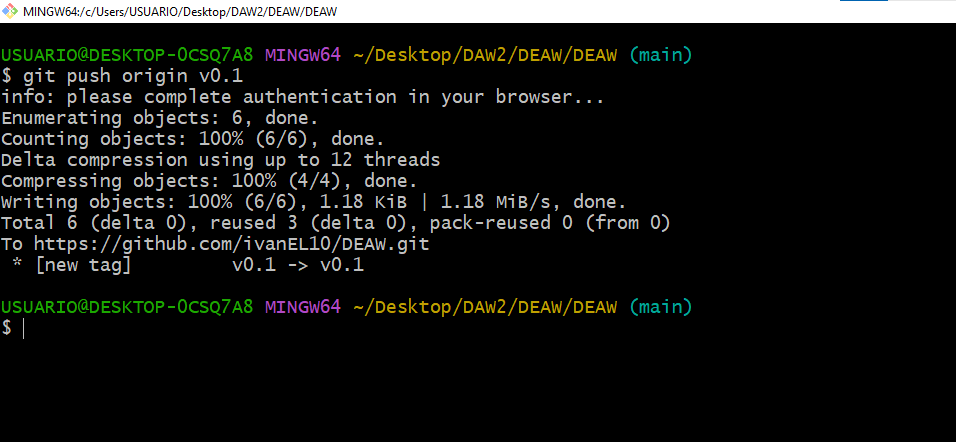 MINGW64:/c/Users/USUARIO/Desktop/DAW2/DEAW/DEAW
USUARIO@DESKTOP-0CSQ7A8 MINGW64 ~/Desktop/DAW2/DEAW/DEAW (main)
$ git push origin v0.1
info: please complete authentication in your browser...
Enumerating objects: 6, done.
Counting objects: 100% (6/6), done.
Delta compression using up to 12 threads
Compressing objects: 100% (4/4), done.
Writing objects: 100% (6/6), 1.18 KiB | 1.18 MiB/s, done.
Total 6 (delta 0), reused 3 (delta 0), pack-reused 0 (from 0)
To https://github.com/ivanEL10/DEAW.git
 * [new tag]         v0.1 -> v0.1
USUARIO@DESKTOP-0CSQ7A8 MINGW64 ~/Desktop/DAW2/DEAW/DEAW (main)
$